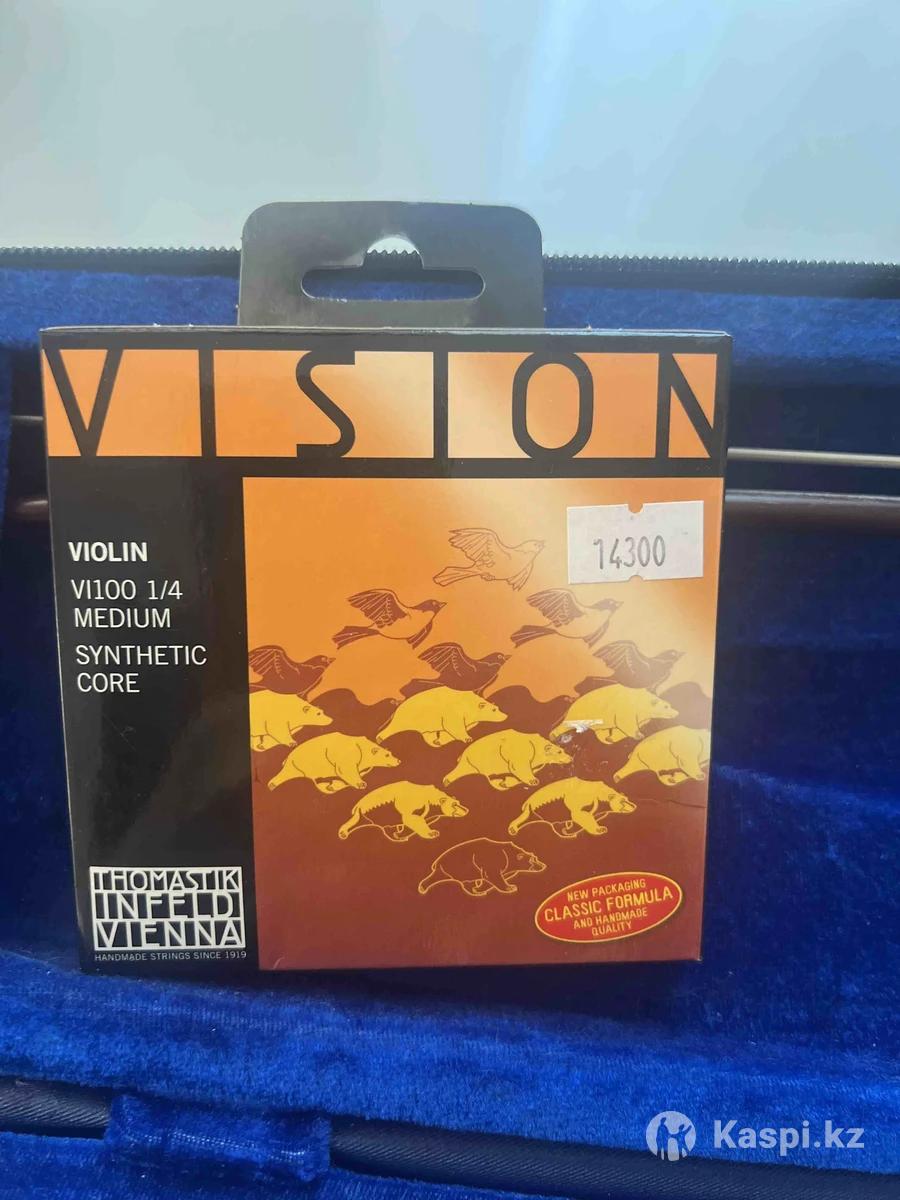 VISION
14300
VIOLIN
VI100 1/4
MEDIUM
SYNTHETIC
CORE
THOMASTIK
INFELD
VIENNA
HANDMADE STRINGS SINCE 1919
NEW PACKAGING
CLASSIC FORMULA
AND HANDMADE
QUALITY
Kaspi.kz